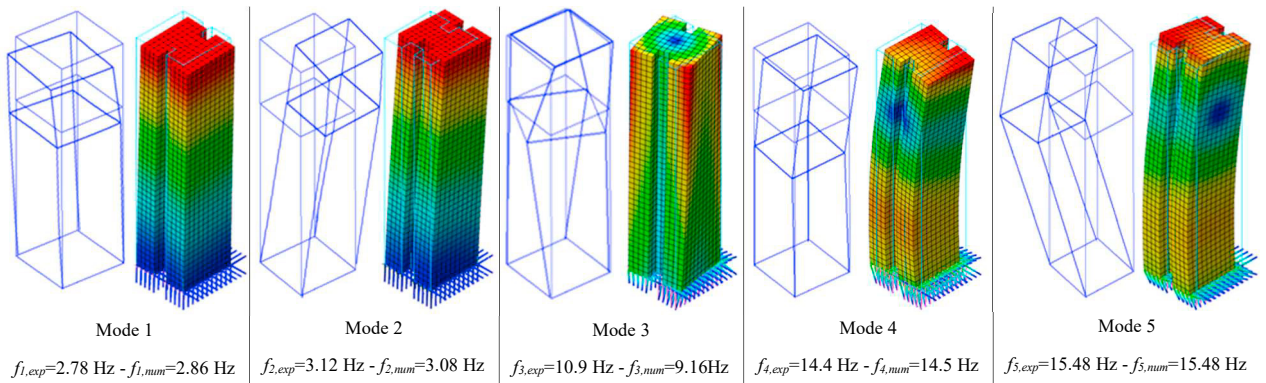 Mode 1
Mode 2
Mode 3
Mode 4
Mode 5
f1,exp=2.78 Hz - f1,num=2.86 Hz
f2,exp=3.12 Hz - f2,num=3.08 Hz
f3,exp=10.9 Hz - f3,num=9.16Hz
f4,exp=14.4 Hz - f4,num=14.5 Hz
f5,exp=15.48 Hz - f5,num=15.48 Hz